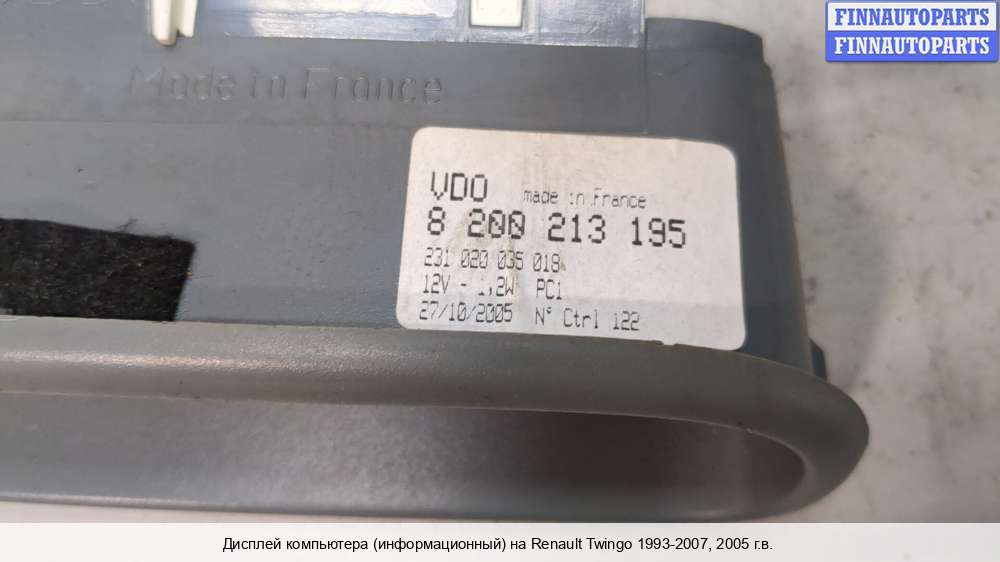 FINNAUTOPARTS
FINNAUTOPARTS
Made in France
VDO made in France
8 200 213 195
231 020 035 018
12V - 1,2W PC1
27/10/2005 N° Ctrl 122
Дисплей компьютера (информационный) на Renault Twingo 1993-2007, 2005 г.в.